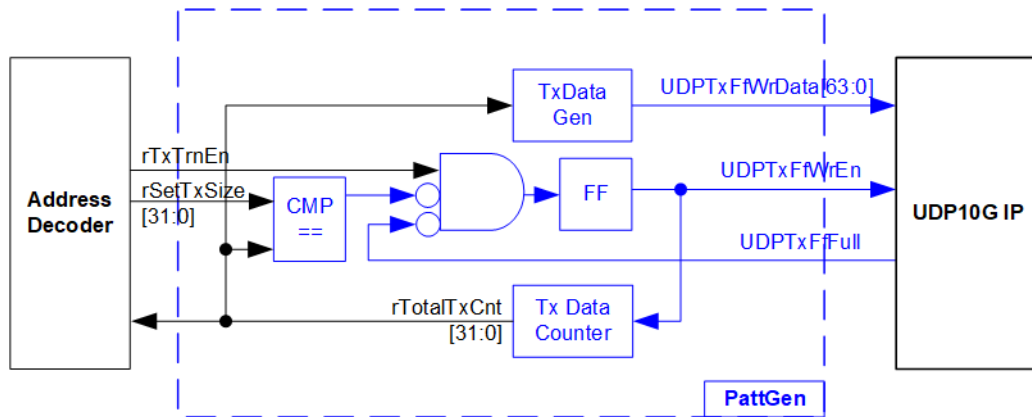 TxData
Gen
UDPTxFfWrData[63:0]
rTxTrnEn
rSetTxSize
[31:0]
Address
Decoder
CMP
==
FF
UDPTxFfWrEn
UDP10G IP
UDPTxFfFull
rTotalTxCnt
[31:0]
Tx Data
Counter
PattGen